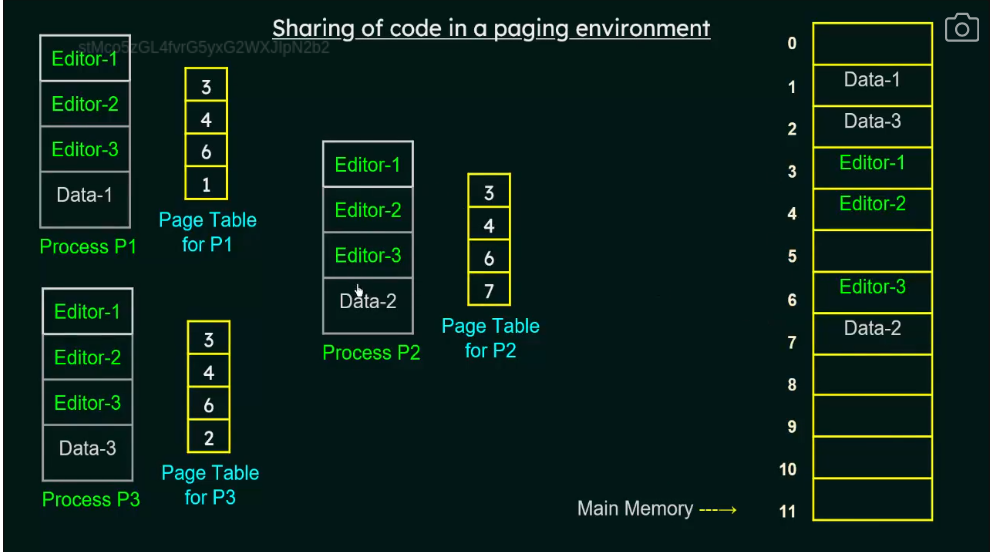 Sharing of code in a paging environment
Editor-1
Editor-2
Editor-3
Data-1
Process P1
3
4
6
1
Page Table
for P1
Editor-1
Editor-2
Editor-3
Data-2
Process P2
3
4
6
7
Page Table
for P2
Editor-1
Editor-2
Editor-3
Data-3
Process P3
3
4
6
2
Page Table
for P3
0
1 Data-1
2 Data-3
3 Editor-1
4 Editor-2
5
6 Editor-3
7 Data-2
8
9
10
11
Main Memory ---->